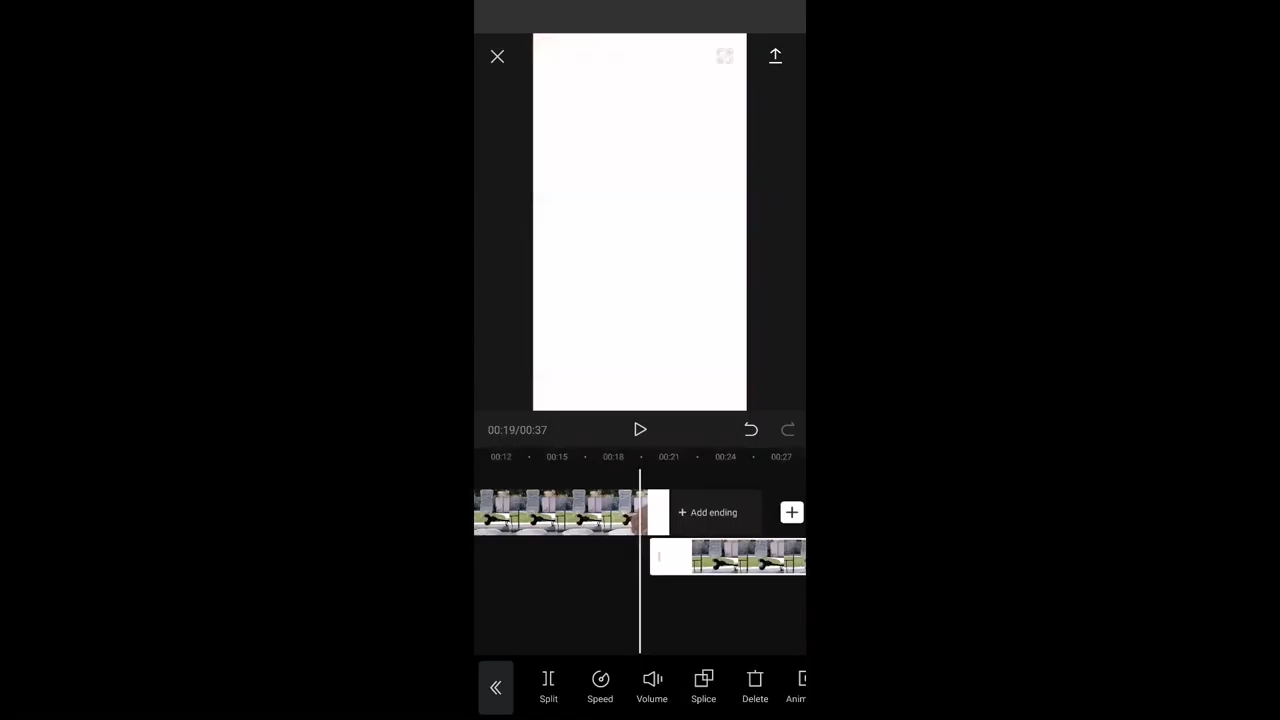 00:19/00:37
00:12 00:15 00:18 00:21 00:24 00:27
+ Add ending
Split Speed Volume Splice Delete Anim